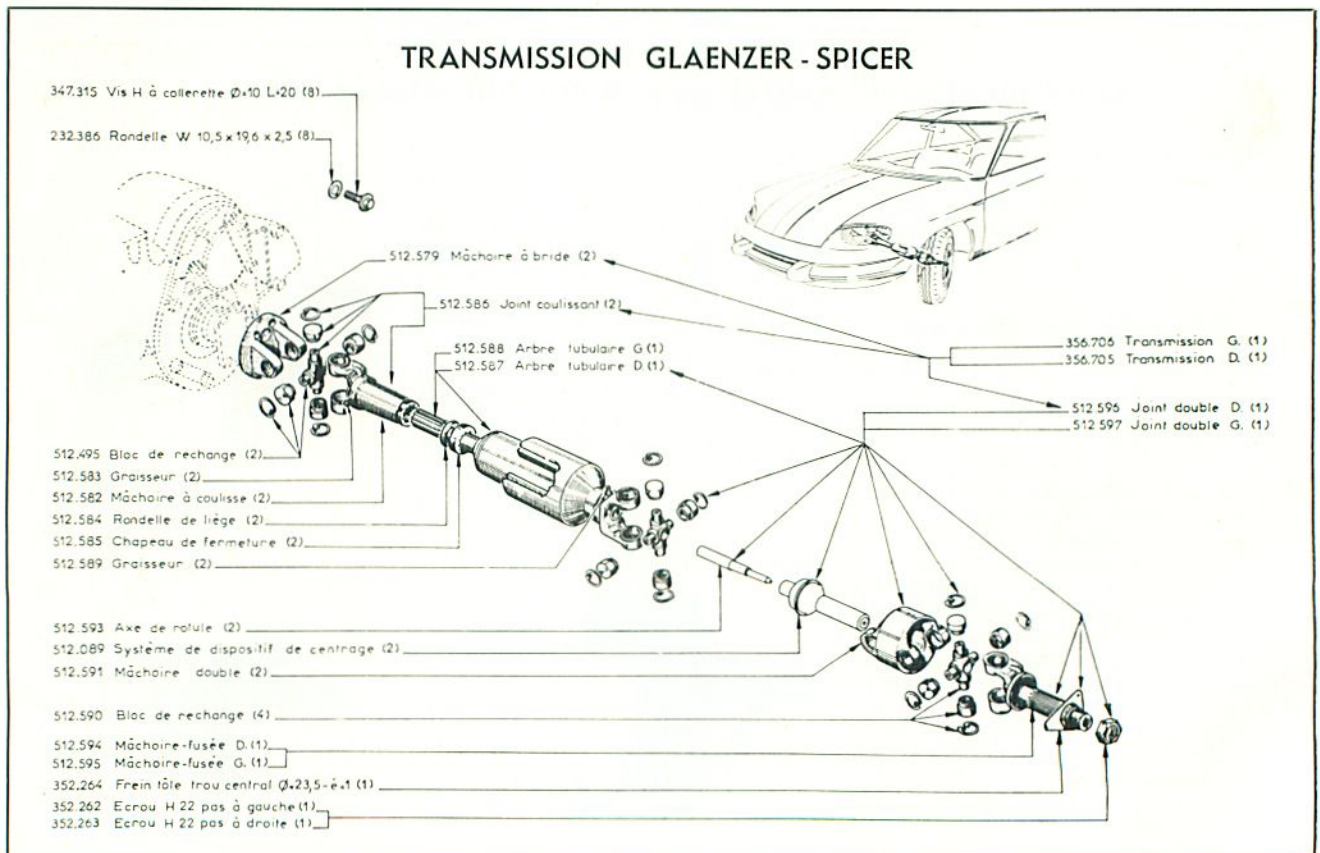 TRANSMISSION GLAENZER - SPICER
347.315 Vis H à collerette Ø=10 L=20 (8)
232.386 Rondelle W 10,5 x 19,6 x 2,5 (8)
512.579 Mâchoire à bride (2)
512.586 Joint coulissant (2)
512.588 Arbre tubulaire G (1)
512.587 Arbre tubulaire D. (1)
356.706 Transmission G. (1)
356.705 Transmission D. (1)
512.596 Joint double D. (1)
512.597 Joint double G. (1)
512.495 Bloc de rechange (2)
512.583 Graisseur (2)
512.582 Mâchoire à coulisse (2)
512.584 Rondelle de liège (2)
512.585 Chapeau de fermeture (2)
512.589 Graisseur (2)
512.593 Axe de rotule (2)
512.089 Système de dispositif de centrage (2)
512.591 Mâchoire double (2)
512.590 Bloc de rechange (4)
512.594 Mâchoire-fusée D. (1)
512.595 Mâchoire-fusée G. (1)
352.264 Frein tôle trou central Ø=23,5 - é=1 (1)
352.262 Ecrou H 22 pas à gauche (1)
352.263 Ecrou H 22 pas à droite (1)